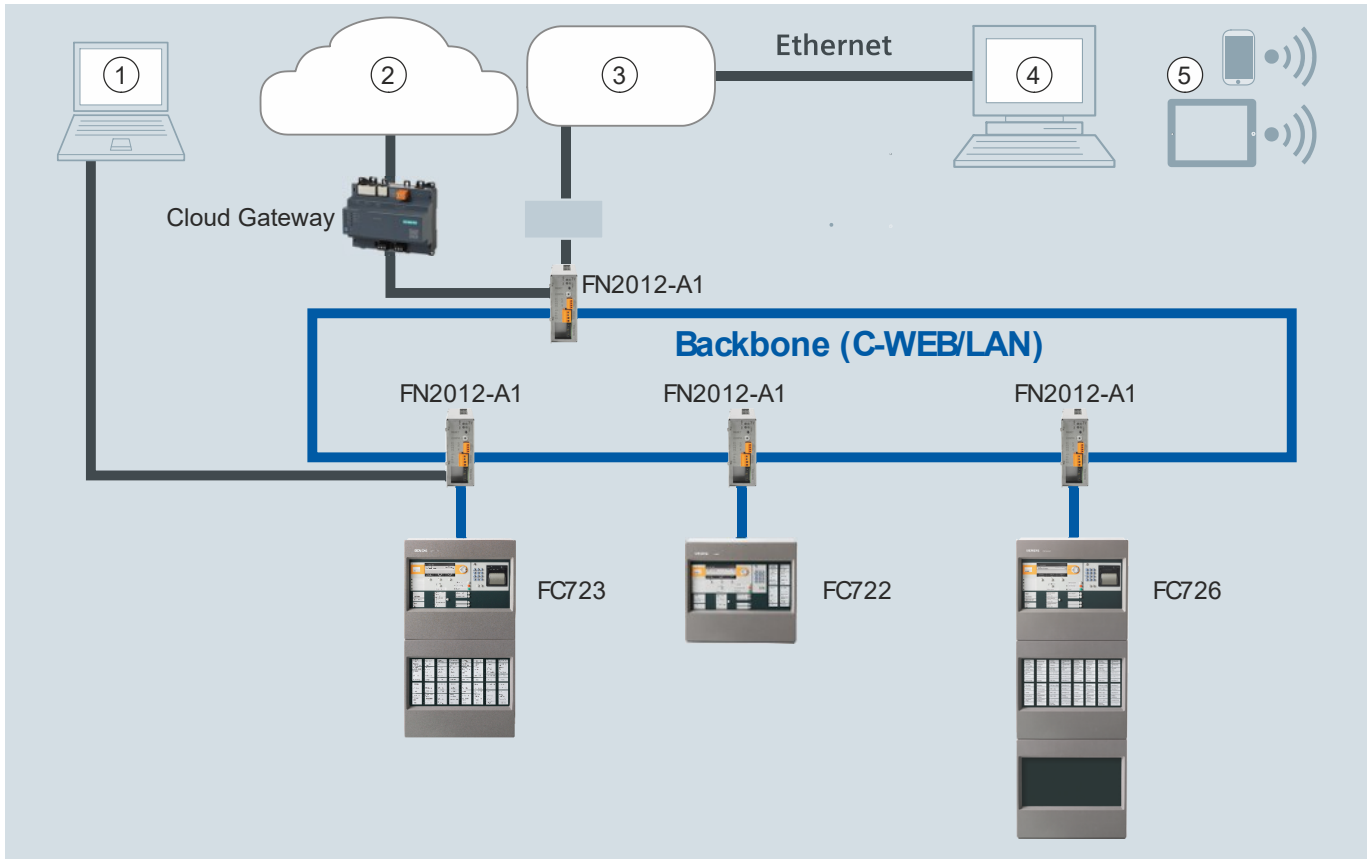 1
2
3
Ethernet
4
5
Cloud Gateway
FN2012-A1
Backbone (C-WEB/LAN)
FN2012-A1
FN2012-A1
FN2012-A1
FC723
FC722
FC726